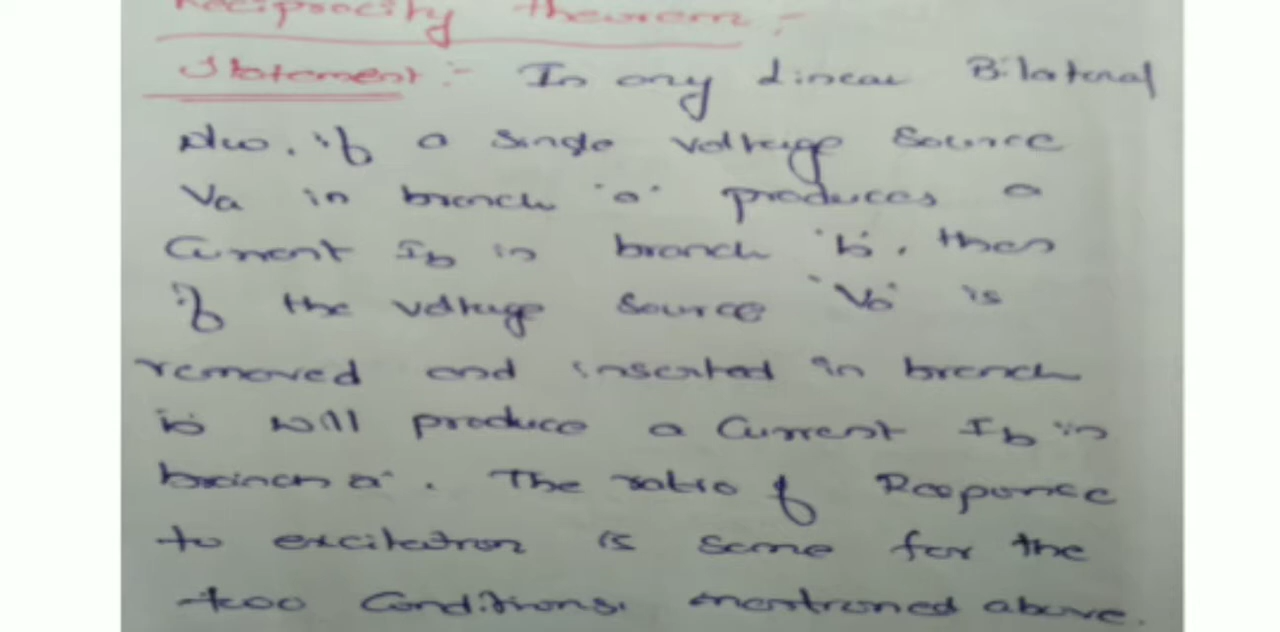 Reciprocity theorem :-
Statement :- In any Linear Bilateral
N/w. if a single voltage Source
Va in branch 'a' produces a
Current Ib in branch 'b', then
if the voltage source 'Vb' is
removed and inserted in branch
'b' will produce a Current Ib in
branch 'a'. The ratio of Response
to excitation is same for the
two Conditions. mentioned above.